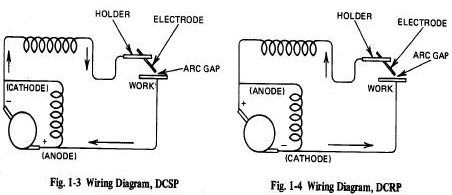 HOLDER
ELECTRODE
ARC GAP
WORK
(CATHODE)
−
+
(ANODE)
Fig. 1-3 Wiring Diagram, DCSP
HOLDER
ELECTRODE
ARC GAP
WORK
(ANODE)
+
−
(CATHODE)
Fig. 1-4 Wiring Diagram, DCRP